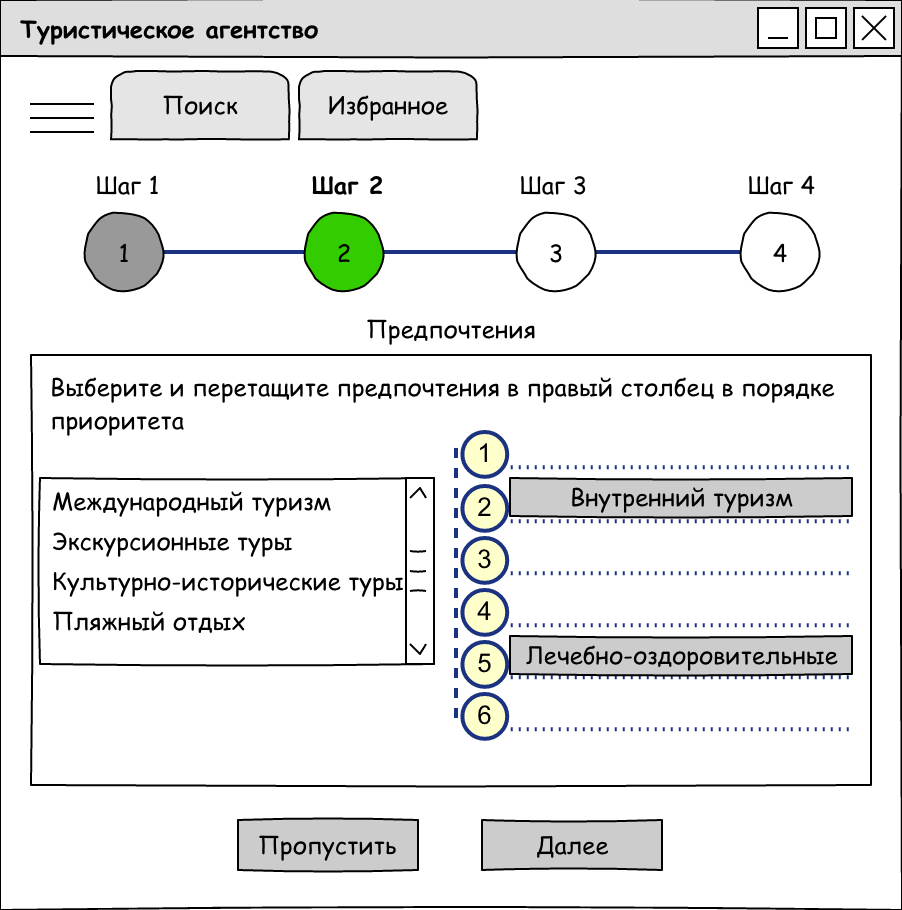 Туристическое агентство
Поиск
Избранное
Шаг 1
Шаг 2
Шаг 3
Шаг 4
1
2
3
4
Предпочтения
Выберите и перетащите предпочтения в правый столбец в порядке
приоритета
Международный туризм
Экскурсионные туры
Культурно-исторические туры
Пляжный отдых
1
2
Внутренний туризм
3
4
5
Лечебно-оздоровительные
6
Пропустить
Далее